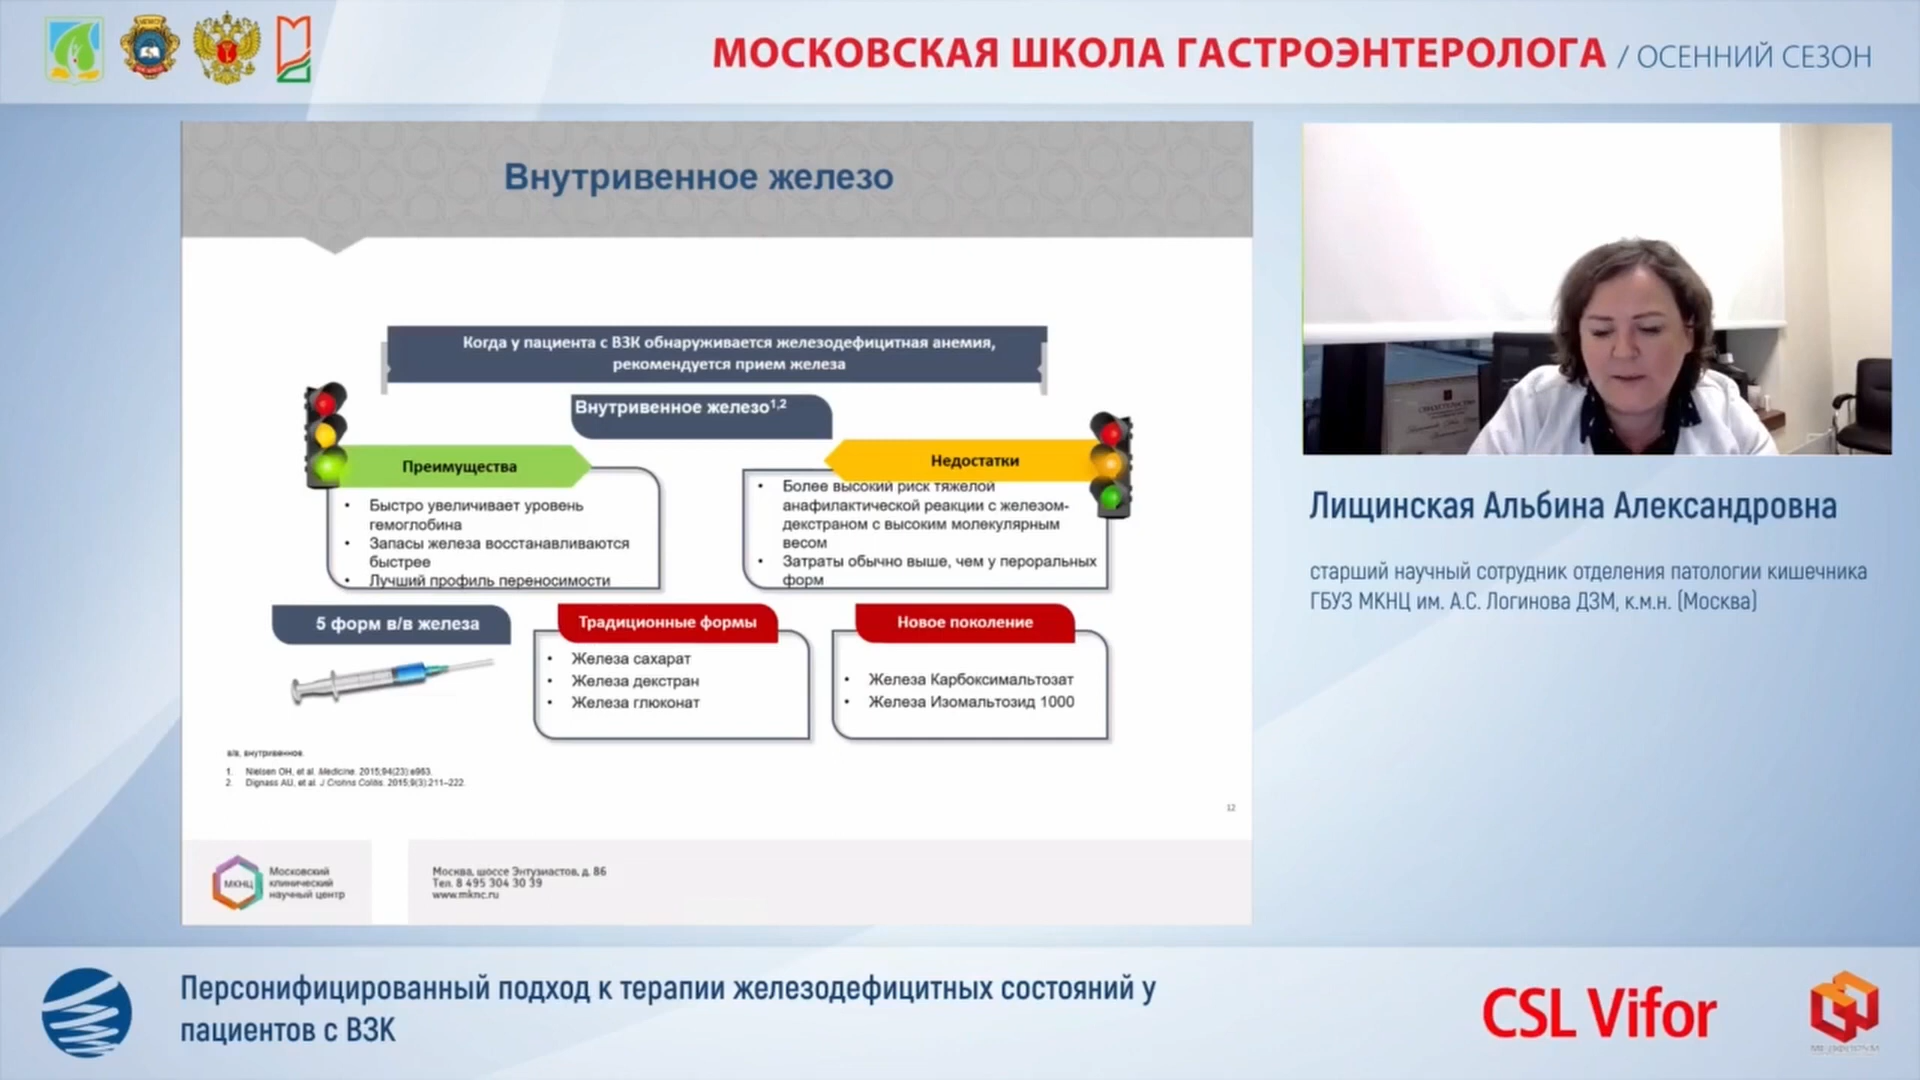 МОСКОВСКАЯ ШКОЛА ГАСТРОЭНТЕРОЛОГА / ОСЕННИЙ СЕЗОН
Внутривенное железо
Когда у пациента с ВЗК обнаруживается железодефицитная анемия,
рекомендуется прием железа
Внутривенное железо1,2
Преимущества
• Быстро увеличивает уровень
гемоглобина
• Запасы железа восстанавливаются
быстрее
• Лучший профиль переносимости
Недостатки
• Более высокий риск тяжелой
анафилактической реакции с железом-
декстраном с высоким молекулярным
весом
• Затраты обычно выше, чем у пероральных
форм
5 форм в/в железа
Традиционные формы
• Железа сахарат
• Железа декстран
• Железа глюконат
Новое поколение
• Железа Карбоксимальтозат
• Железа Изомальтозид 1000
в/в, внутривенное.
1. Nielsen OH, et al. Medicine. 2015;94(23):e963.
2. Dignass AU, et al. J Crohns Colitis. 2015;9(3):211–222.
12
МКНЦ
Московский
клинический
научный центр
Москва, шоссе Энтузиастов, д. 86
Тел. 8 495 304 30 39
www.mknc.ru
Лищинская Альбина Александровна
старший научный сотрудник отделения патологии кишечника
ГБУЗ МКНЦ им. А.С. Логинова ДЗМ, к.м.н. (Москва)
Персонифицированный подход к терапии железодефицитных состояний у
пациентов с ВЗК
CSL Vifor